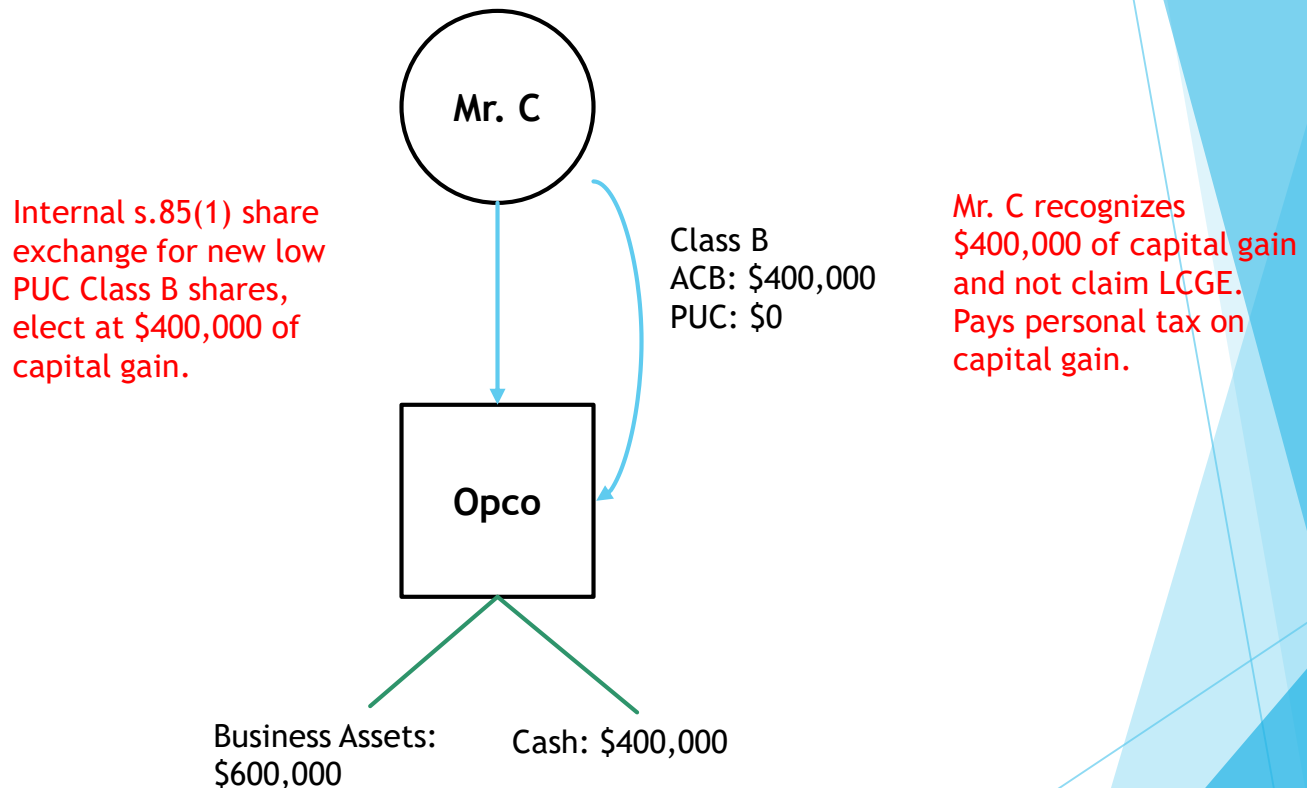 Mr. C
Internal s.85(1) share
exchange for new low
PUC Class B shares,
elect at $400,000 of
capital gain.
Class B
ACB: $400,000
PUC: $0
Mr. C recognizes
$400,000 of capital gain
and not claim LCGE.
Pays personal tax on
capital gain.
Opco
Business Assets:
$600,000
Cash: $400,000